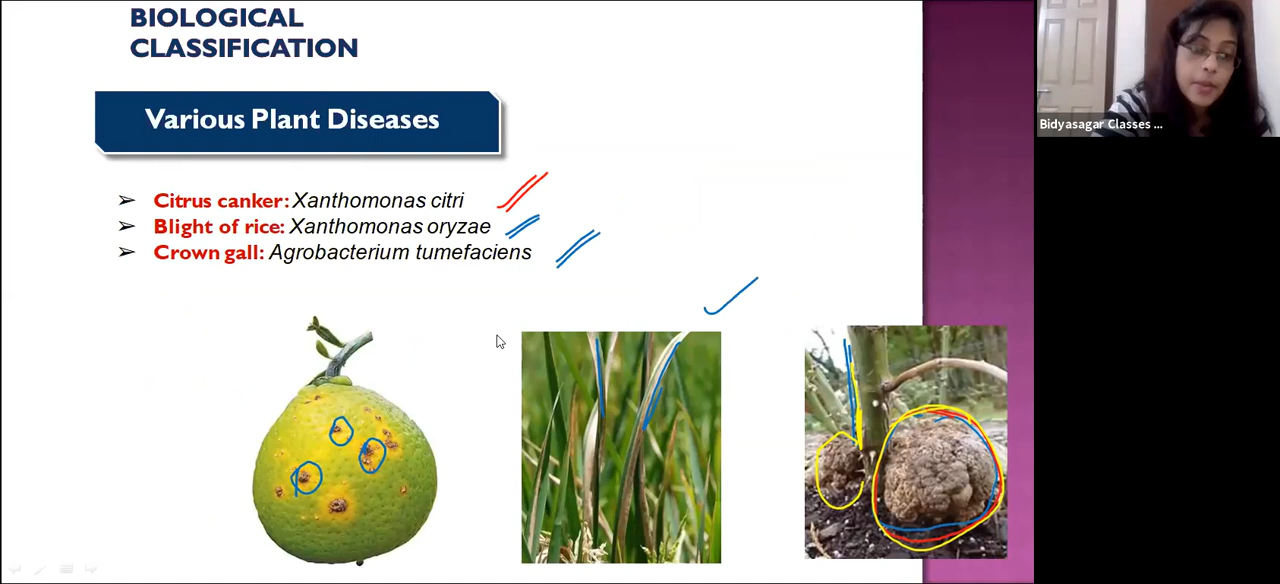 BIOLOGICAL
CLASSIFICATION
Various Plant Diseases
➢ Citrus canker: Xanthomonas citri
➢ Blight of rice: Xanthomonas oryzae
➢ Crown gall: Agrobacterium tumefaciens
Bidyasagar Classes ...